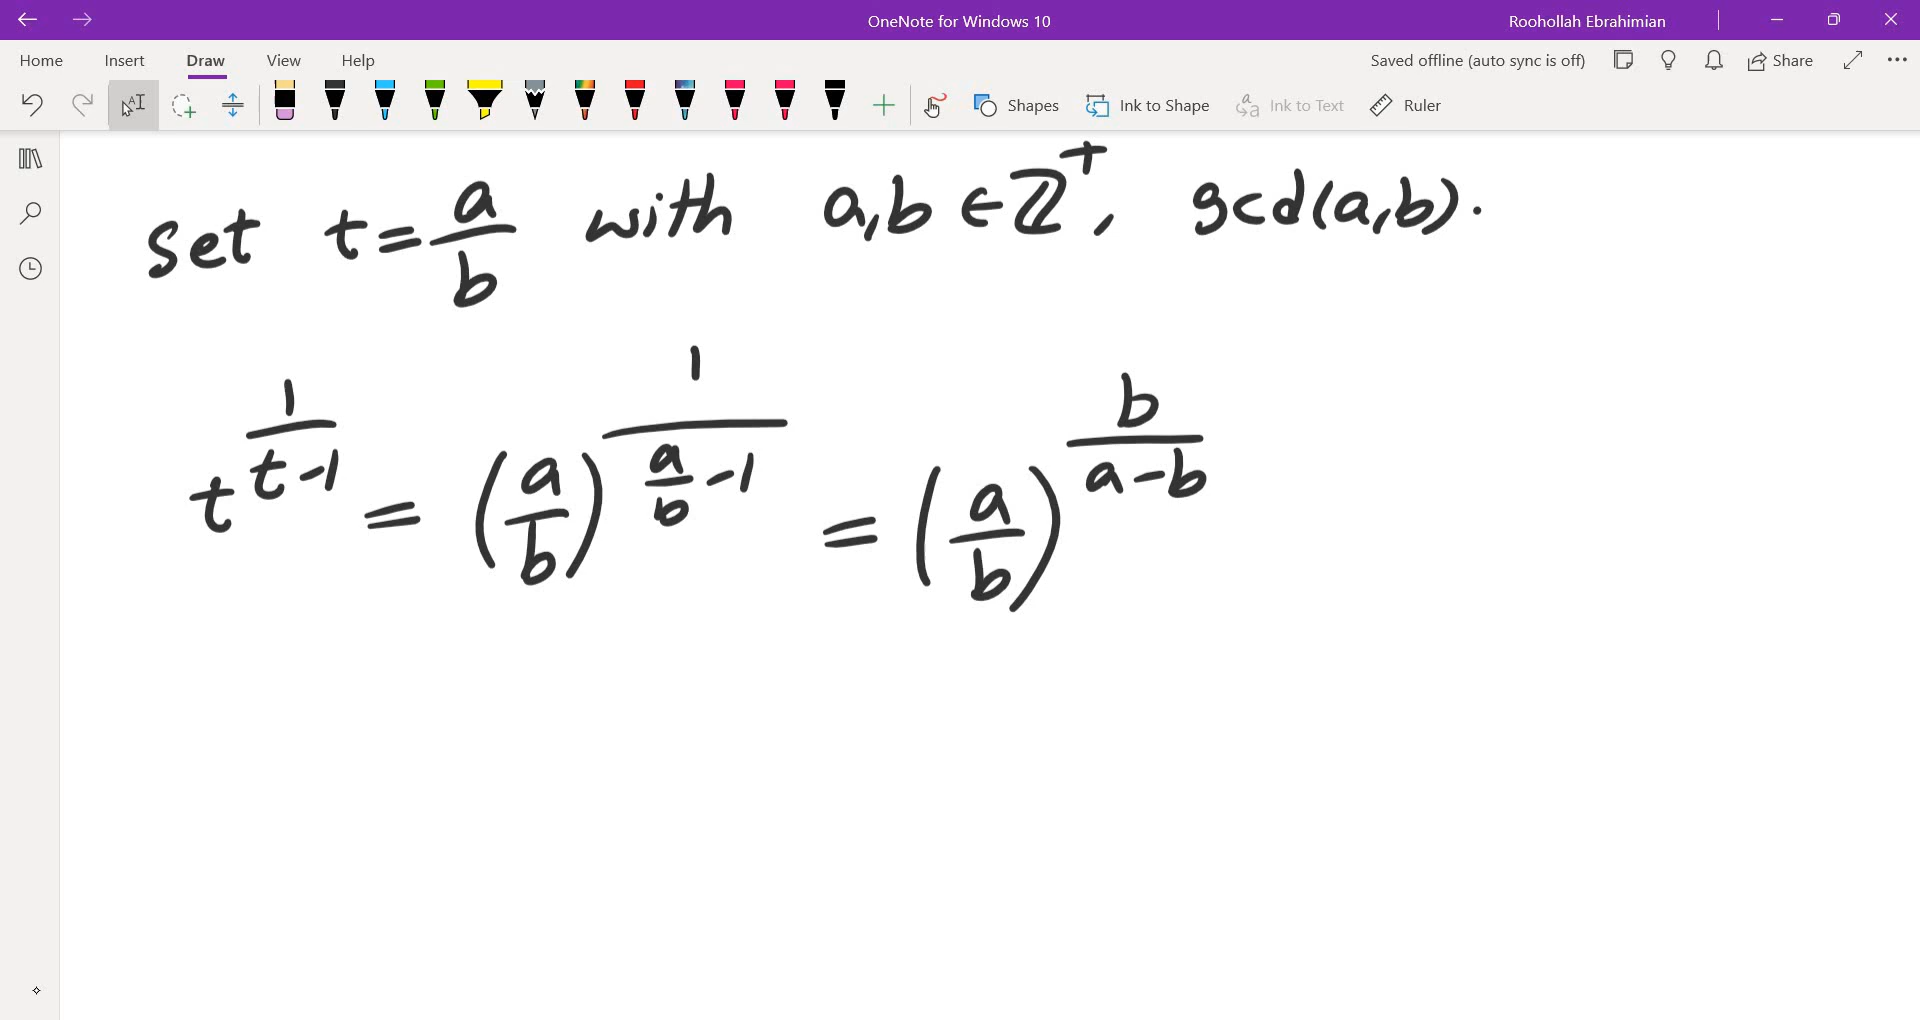 OneNote for Windows 10 Roohollah Ebrahimian
Home Insert Draw View Help Saved offline (auto sync is off) Share
Shapes Ink to Shape Ink to Text Ruler
set t = a/b with a,b ∈ ℤ⁺, gcd(a,b).
t^(1/(t-1)) = (a/b)^(1/(a/b - 1)) = (a/b)^(b/(a-b))